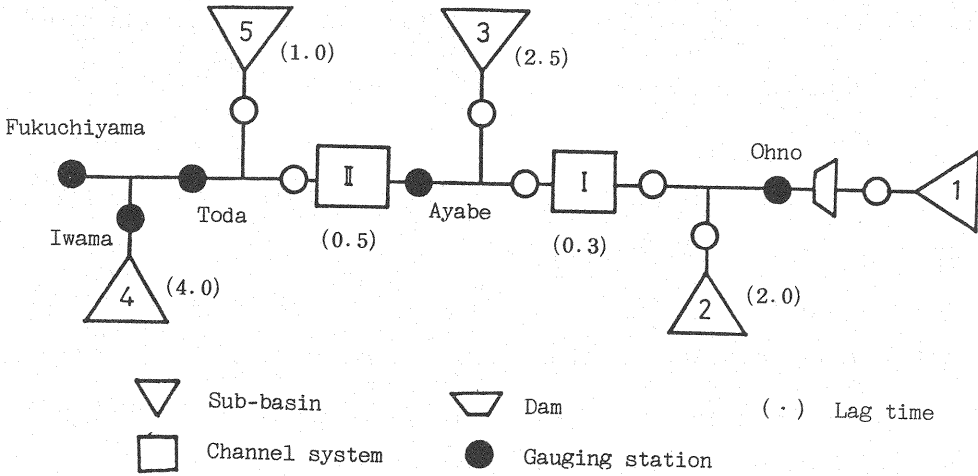 5
(1.0)
3
(2.5)
Fukuchiyama
Ohno
II
I
1
Toda
Ayabe
Iwama
(0.5)
(0.3)
4
(4.0)
2
(2.0)
Sub-basin
Dam
(·) Lag time
Channel system
Gauging station